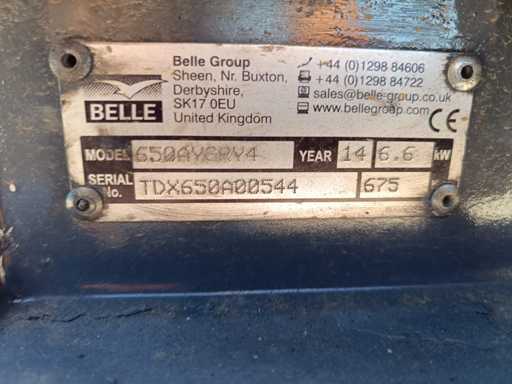 BELLE
Belle Group
Sheen, Nr. Buxton,
Derbyshire,
SK17 0EU
United Kingdom
+44 (0)1298 84606
+44 (0)1298 84722
sales@belle-group.co.uk
www.bellegroup.com
CE
MODEL 650AYGRY4 YEAR 14 6.6 kW
SERIAL No. TDX650A00544 675